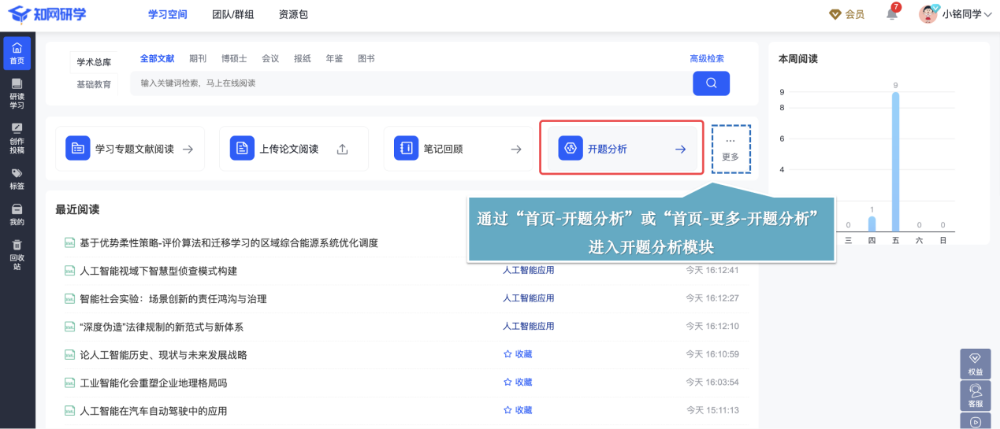 知网研学
学习空间 团队/群组 资源包
会员 7 小铭同学
首页
研读
学习
创作
投稿
标签
我的
回收
站
学术总库
基础教育
全部文献 期刊 博硕士 会议 报纸 年鉴 图书 高级检索
输入关键词检索，马上在线阅读
学习专题文献阅读
上传论文阅读
笔记回顾
开题分析
...
更多
通过“首页-开题分析”或“首页-更多-开题分析”
进入开题分析模块
最近阅读
基于优势柔性策略-评价算法和迁移学习的区域综合能源系统优化调度
人工智能视域下智慧型侦查模式构建 人工智能应用 今天 16:12:41
智能社会实验：场景创新的责任鸿沟与治理 人工智能应用 今天 16:12:27
“深度伪造”法律规制的新范式与新体系 人工智能应用 今天 16:12:10
论人工智能历史、现状与未来发展战略 收藏 今天 16:10:59
工业智能化会重塑企业地理格局吗 收藏 今天 16:03:54
人工智能在汽车自动驾驶中的应用 收藏 今天 15:11:13
本周阅读
9
9
8
6
4
0 1 0 0
三 四 五 六 日
权益
客服